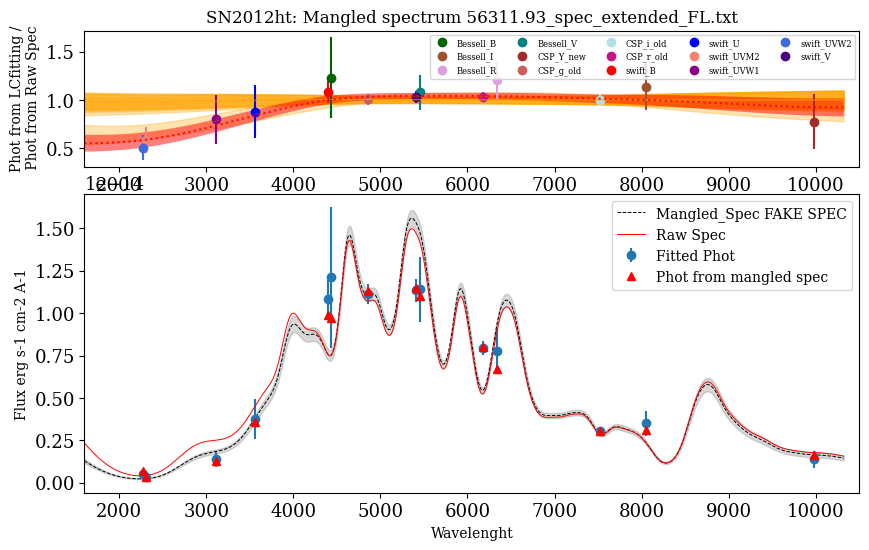 SN2012ht: Mangled spectrum 56311.93_spec_extended_FL.txt
Phot from LCfitting /
Phot from Raw Spec
1.5
1.0
0.5
Bessell_B
Bessell_I
Bessell_R
Bessell_V
CSP_Y_new
CSP_g_old
CSP_i_old
CSP_r_old
swift_B
swift_U
swift_UVM2
swift_UVW1
swift_UVW2
swift_V
2000 3000 4000 5000 6000 7000 8000 9000 10000
1e−14
Flux erg s-1 cm-2 A-1
1.50
1.25
1.00
0.75
0.50
0.25
0.00
Mangled_Spec FAKE SPEC
Raw Spec
Fitted Phot
Phot from mangled spec
2000 3000 4000 5000 6000 7000 8000 9000 10000
Wavelenght